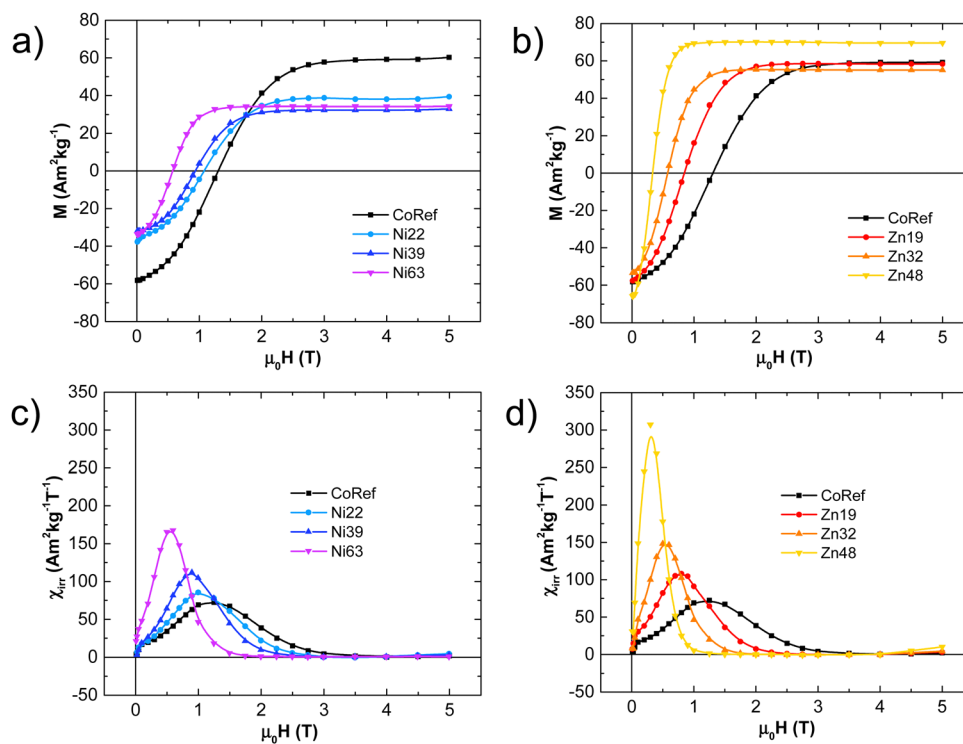 a)
80
60
40
20
0
-20
-40
-60
-80
M (Am²kg⁻¹)
CoRef
Ni22
Ni39
Ni63
0 1 2 3 4 5
μ₀H (T)
b)
80
60
40
20
0
-20
-40
-60
-80
M (Am²kg⁻¹)
CoRef
Zn19
Zn32
Zn48
0 1 2 3 4 5
μ₀H (T)
c)
350
300
250
200
150
100
50
0
-50
χᵢᵣᵣ (Am²kg⁻¹T⁻¹)
CoRef
Ni22
Ni39
Ni63
0 1 2 3 4 5
μ₀H (T)
d)
350
300
250
200
150
100
50
0
-50
χᵢᵣᵣ (Am²kg⁻¹T⁻¹)
CoRef
Zn19
Zn32
Zn48
0 1 2 3 4 5
μ₀H (T)